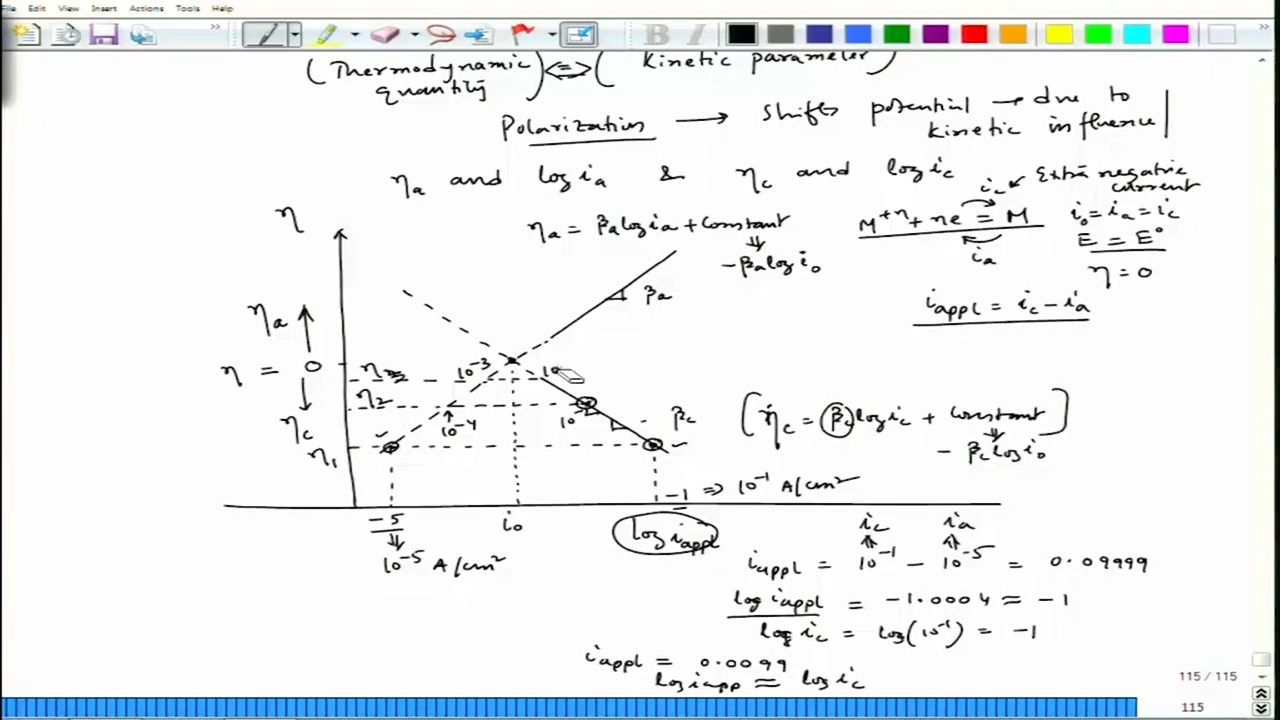 File Edit View Insert Actions Tools Help
(Thermodynamic quantity) <=> (Kinetic parameter)
Polarization → Shifts potential → due to kinetic influence
ηa and log ia & ηc and log ic
ic ↙ Extra negative current
η
ηa = βa log ia + constant
⇓
- βa log i0
M+n + ne = M
ia
i0 = ia = ic
E = E°
η = 0
iappl = ic - ia
βa
ηa ↑
η = 0
ηc
10-3
η2
10-4
η1
βc
(ηc = βc log ic + constant)
⇓
- βc log i0
-1 ⇒ 10-1 A/cm2
-5
⇓
10-5 A/cm2
i0
log iappl
ic ia
iappl = 10-1 - 10-5 = 0.09999
log iappl = -1.0004 ≈ -1
log ic = log(10-1) = -1
iappl = 0.0099
log iapp ≈ log ic
115 / 115
115